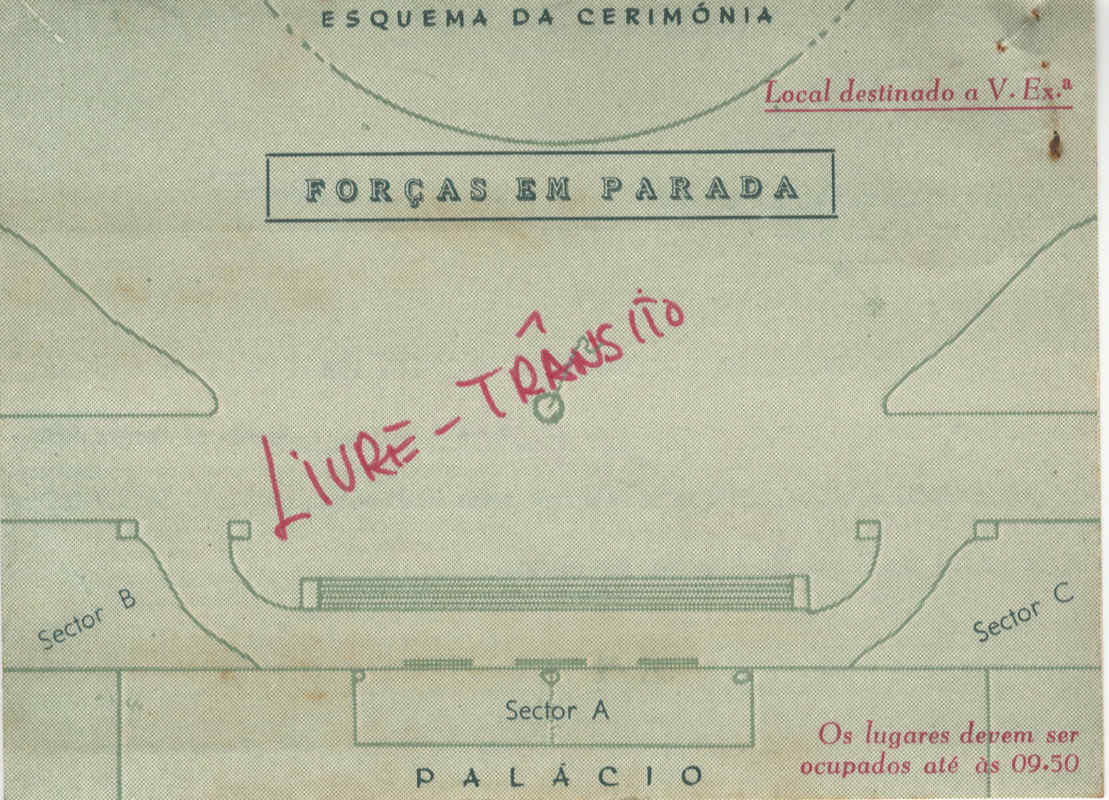 ESQUEMA DA CERIMÓNIA
Local destinado a V. Ex.ª
FORÇAS EM PARADA
LIVRE-TRÂNSITO
Sector B
Sector C
Sector A
Os lugares devem ser
ocupados até às 09.50
PALÁCIO